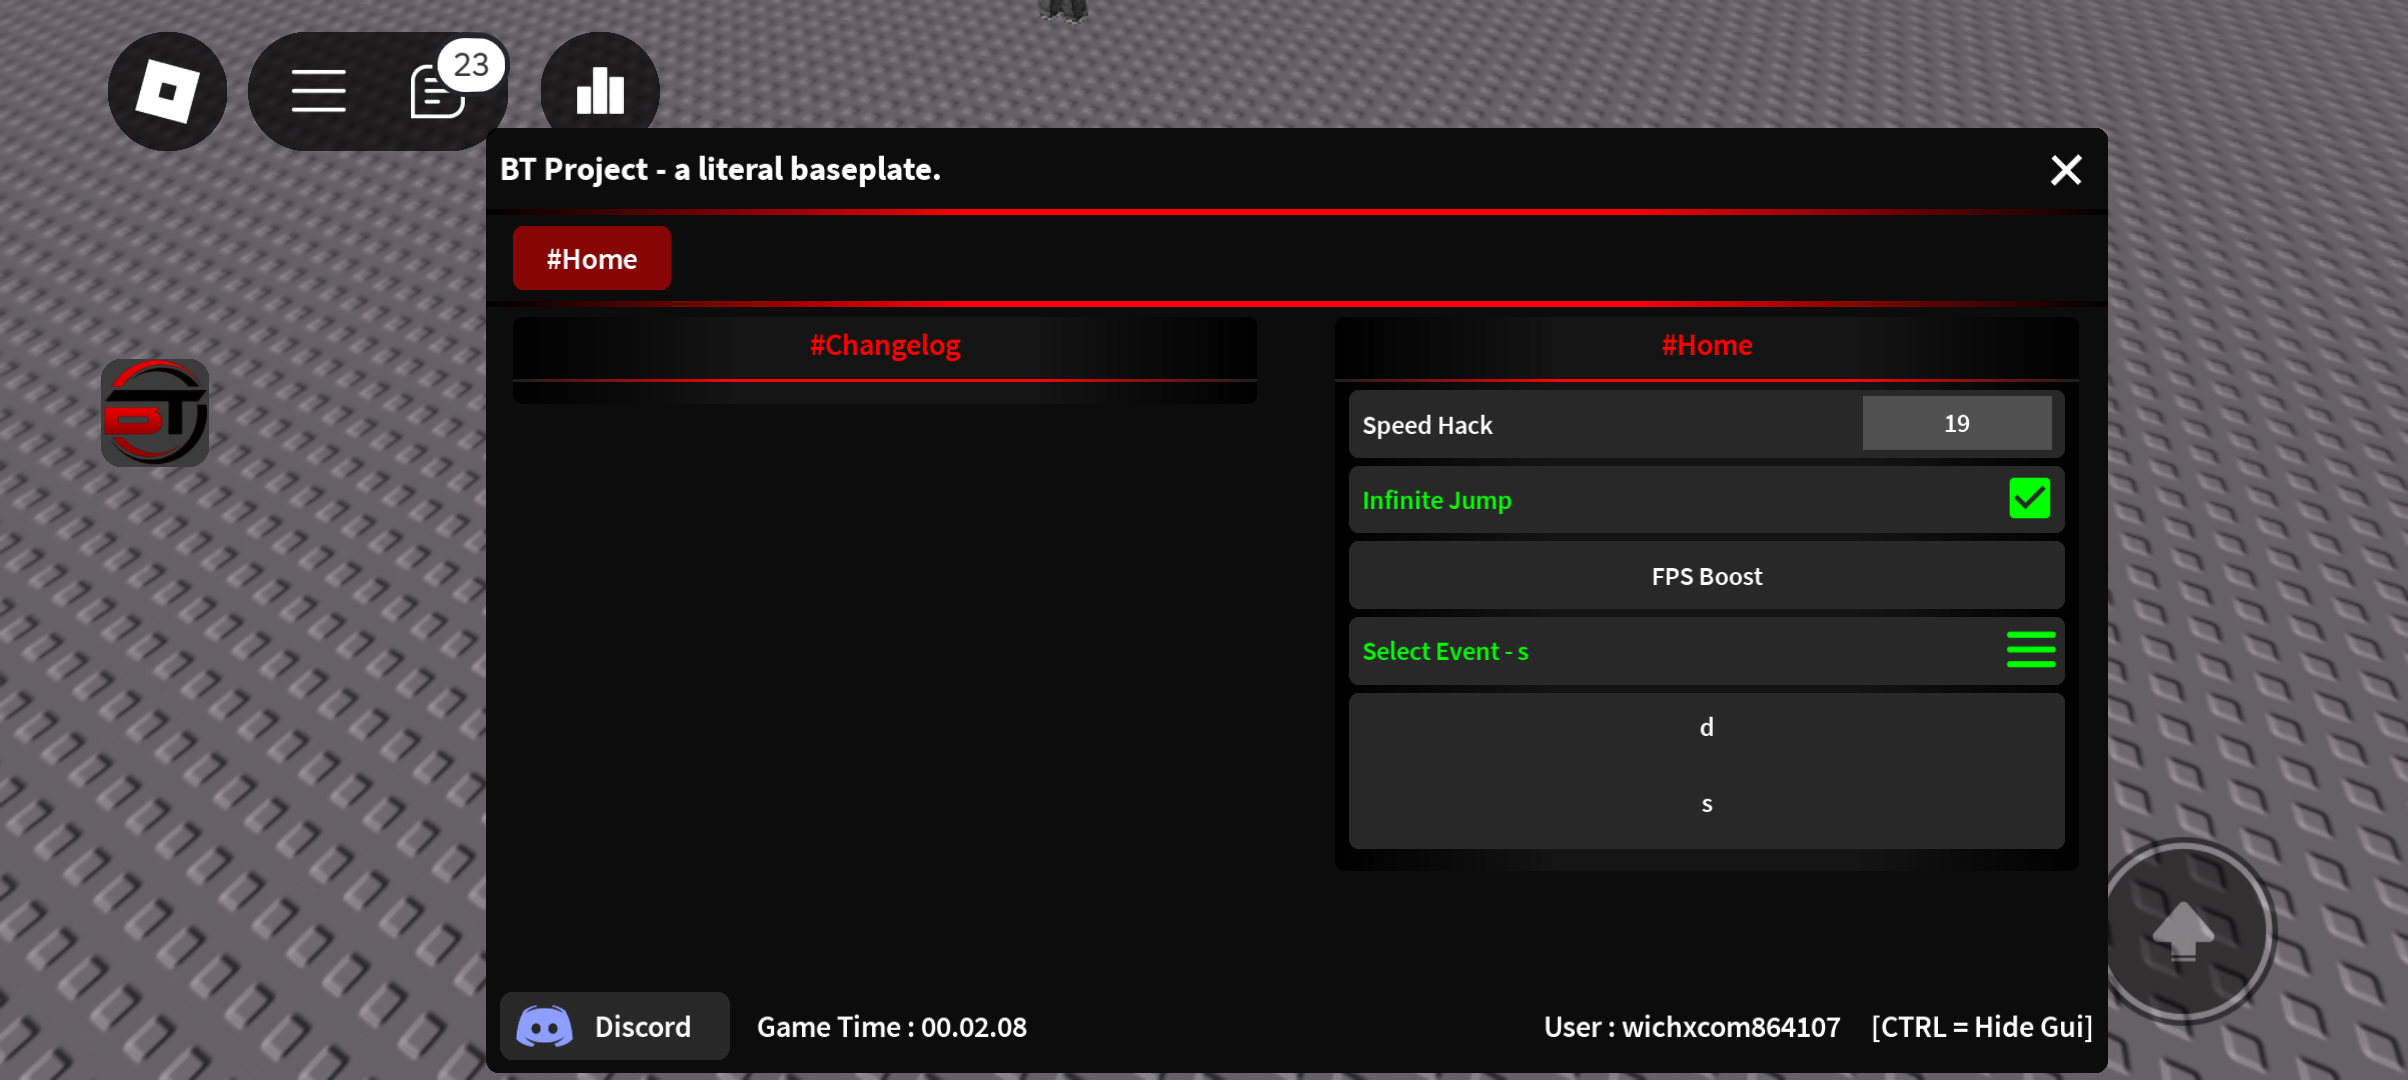 23
BT Project - a literal baseplate.
#Home
#Changelog
#Home
Speed Hack
19
Infinite Jump
FPS Boost
Select Event - s
d
s
BT
Discord
Game Time : 00.02.08
User : wichxcom864107
[CTRL = Hide Gui]